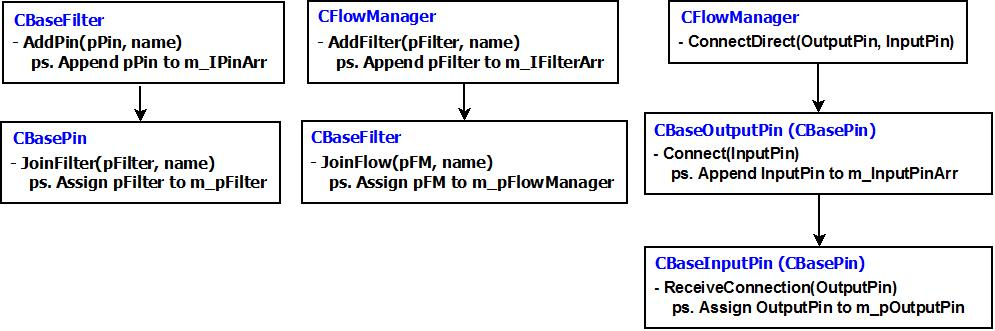 CBaseFilter
- AddPin(pPin, name)
ps. Append pPin to m_IPinArr
CBasePin
- JoinFilter(pFilter, name)
ps. Assign pFilter to m_pFilter
CFlowManager
- AddFilter(pFilter, name)
ps. Append pFilter to m_IFilterArr
CBaseFilter
- JoinFlow(pFM, name)
ps. Assign pFM to m_pFlowManager
CFlowManager
- ConnectDirect(OutputPin, InputPin)
CBaseOutputPin (CBasePin)
- Connect(InputPin)
ps. Append InputPin to m_InputPinArr
CBaseInputPin (CBasePin)
- ReceiveConnection(OutputPin)
ps. Assign OutputPin to m_pOutputPin